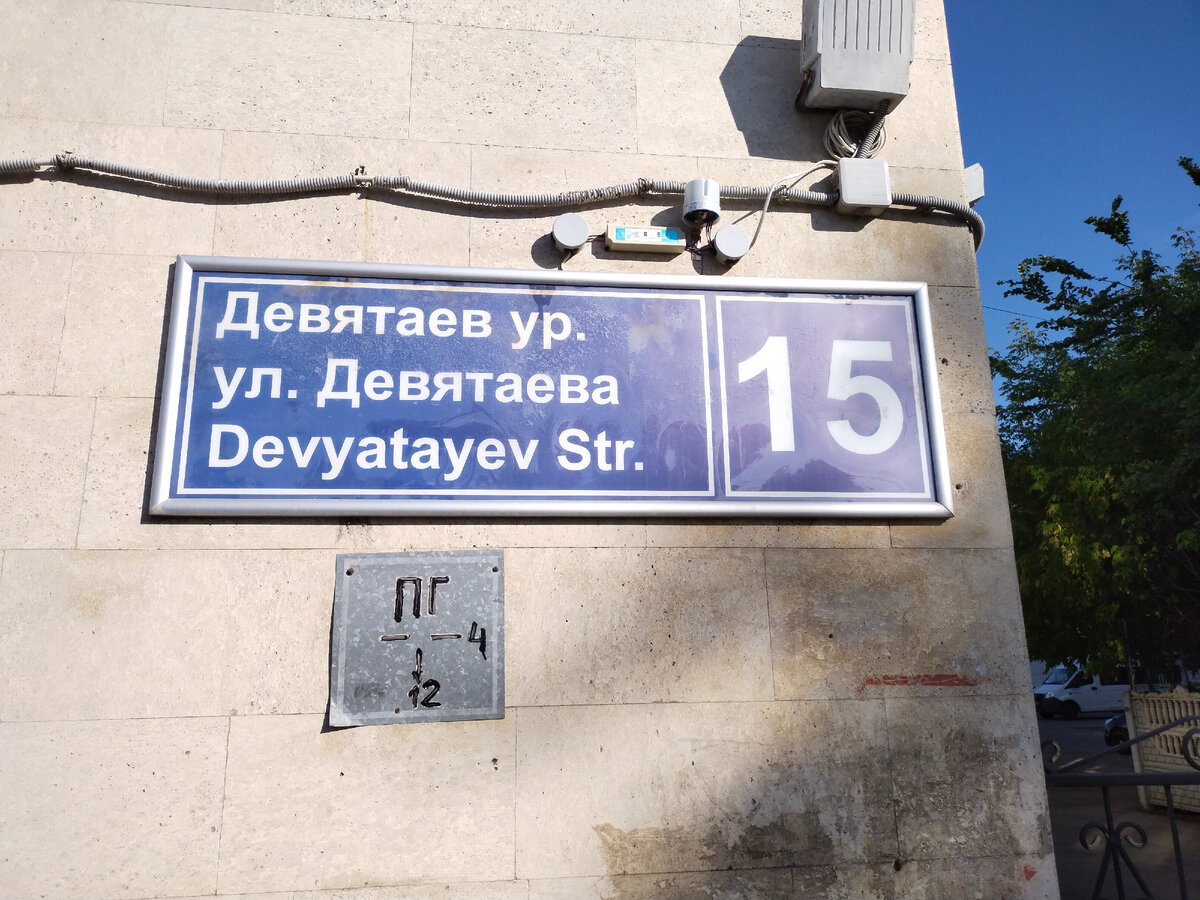 Девятаев ур.
ул. Девятаева
Devyatayev Str.
15
ПГ
4
12